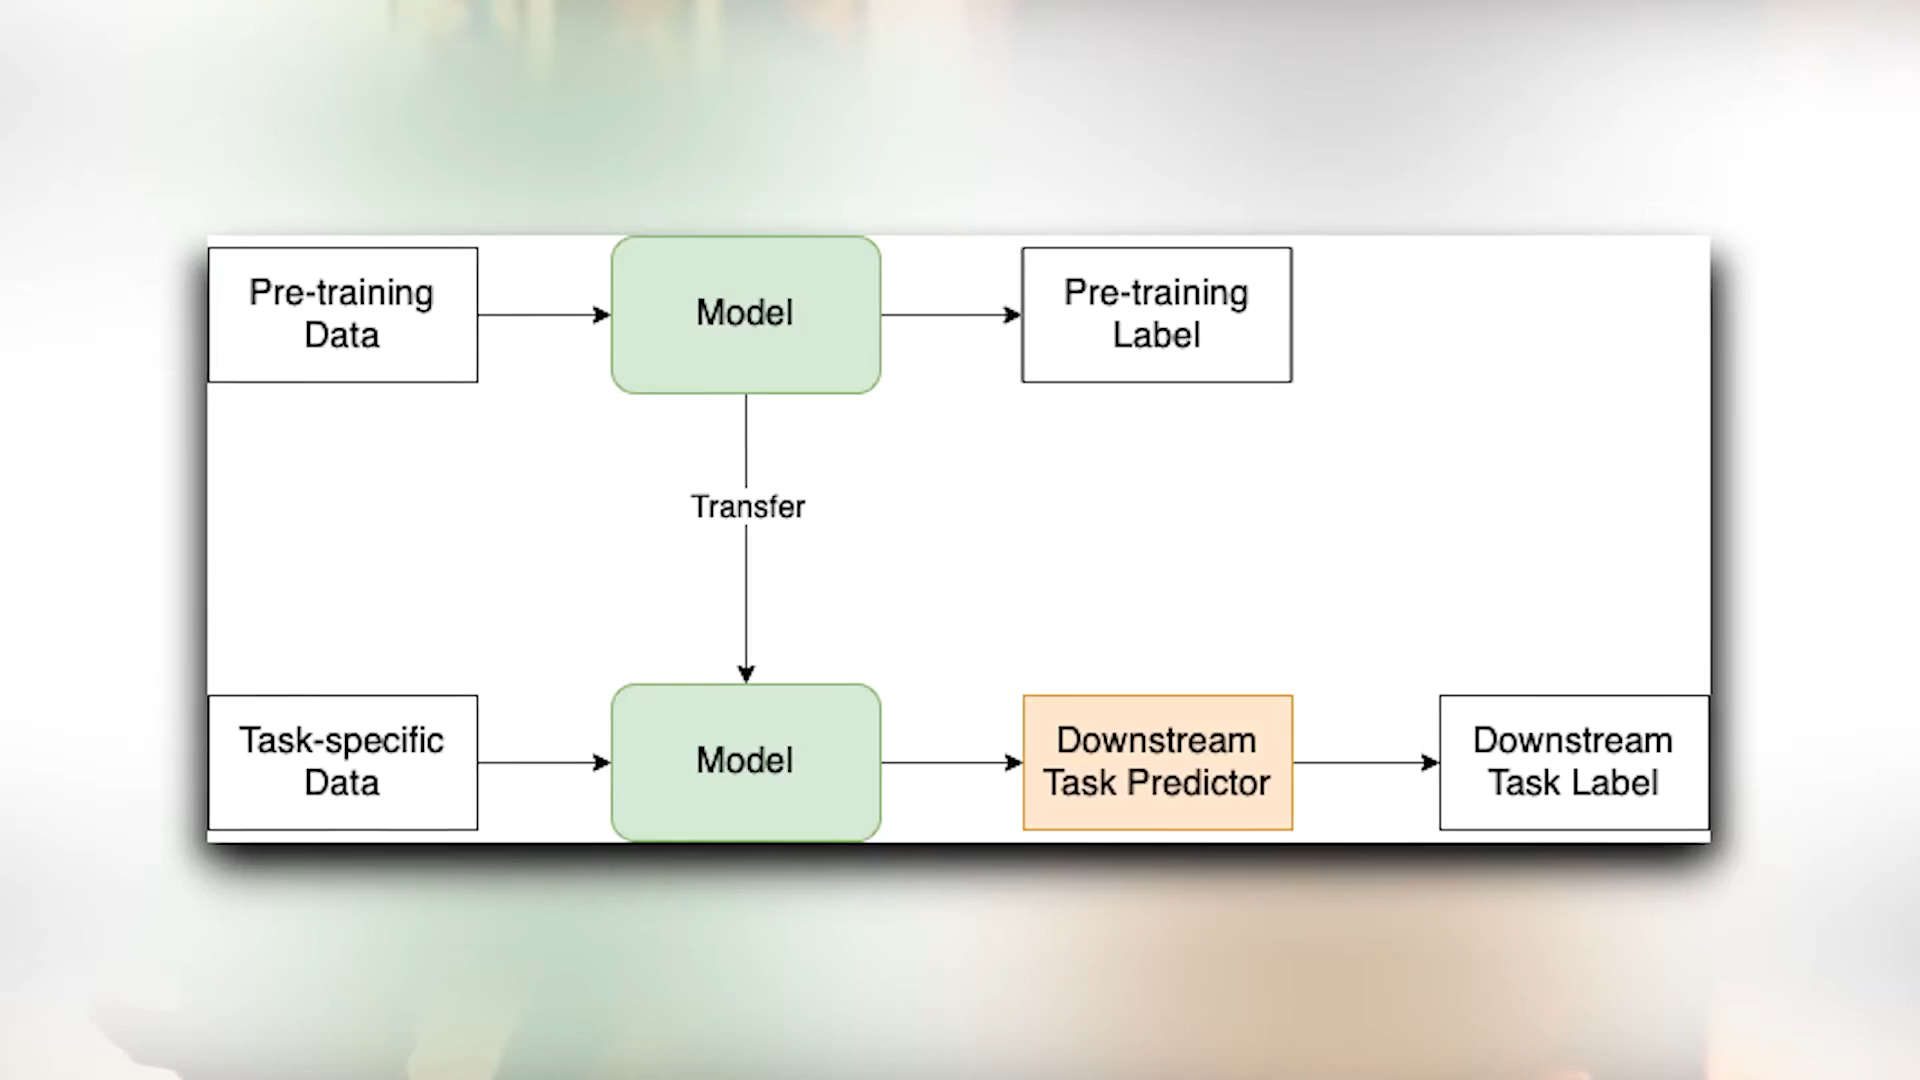 Pre-training
Data
Model
Pre-training
Label
Transfer
Task-specific
Data
Model
Downstream
Task Predictor
Downstream
Task Label